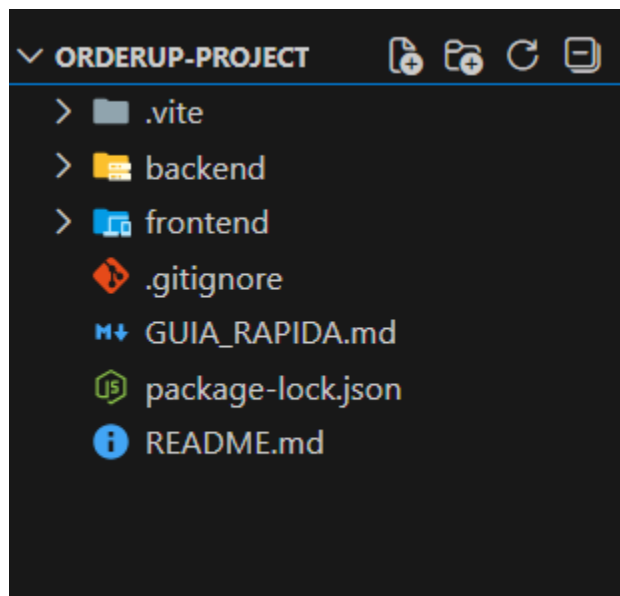 ORDERUP-PROJECT
.vite
backend
frontend
.gitignore
GUIA_RAPIDA.md
package-lock.json
README.md